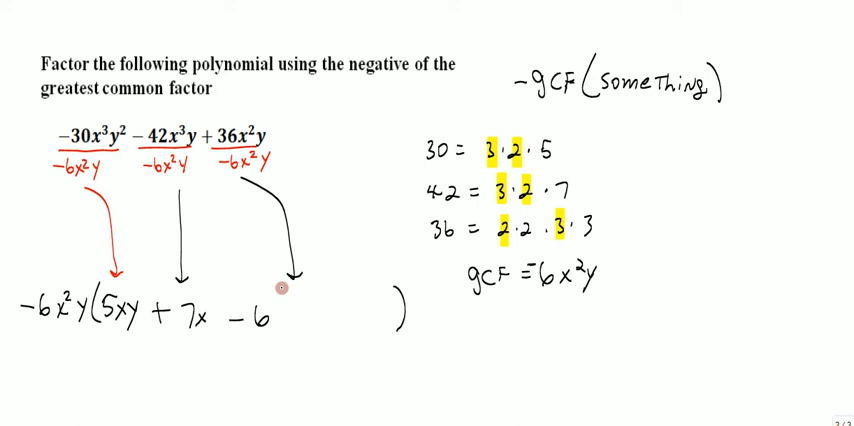 Factor the following polynomial using the negative of the
greatest common factor
-gCF(something)
−30x³y² − 42x³y + 36x²y
-6x²y -6x²y -6x²y
30 = 3·2·5
42 = 3·2·7
36 = 2·2·3·3
gCF = -6x²y
-6x²y(5xy + 7x - 6 )
2/3